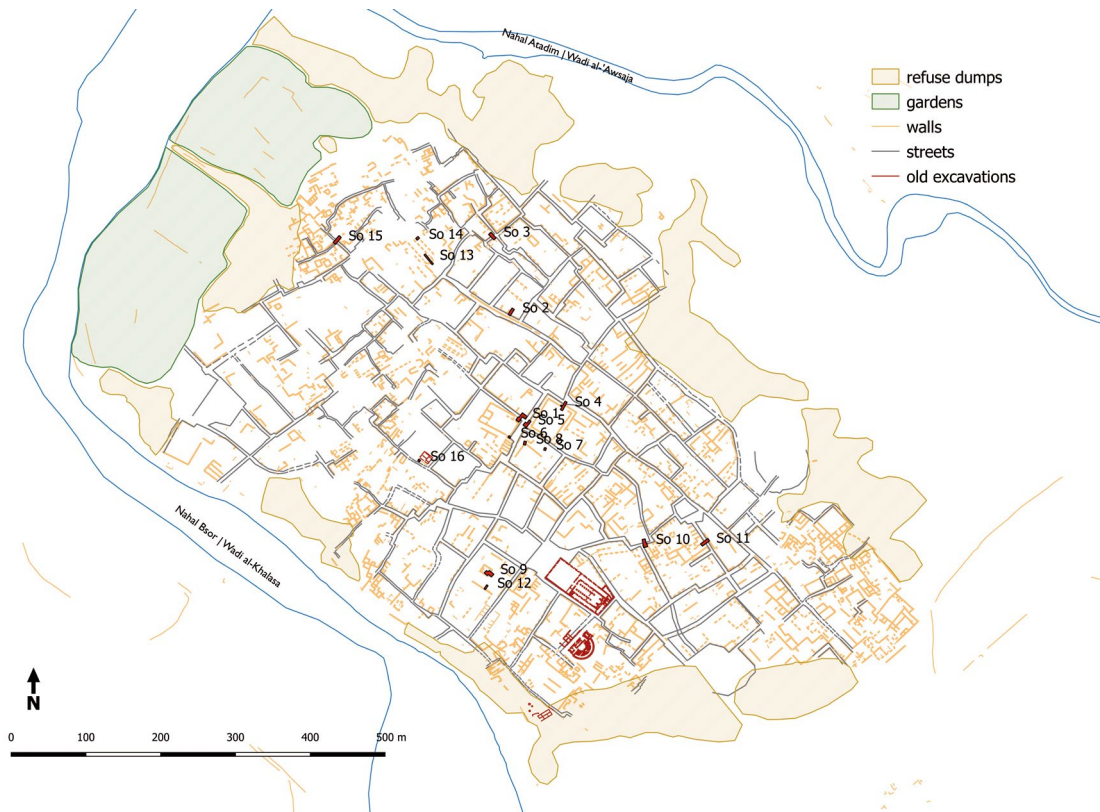 Nahal Atadim | Wadi al-'Awsaja
refuse dumps
gardens
walls
streets
old excavations
So 15
So 14
So 3
So 13
So 2
So 4
So 1
So 5
So 6
So 8
So 7
So 16
Nahal Bsor | Wadi al-Khalasa
So 10
So 11
So 9
So 12
N
0 100 200 300 400 500 m